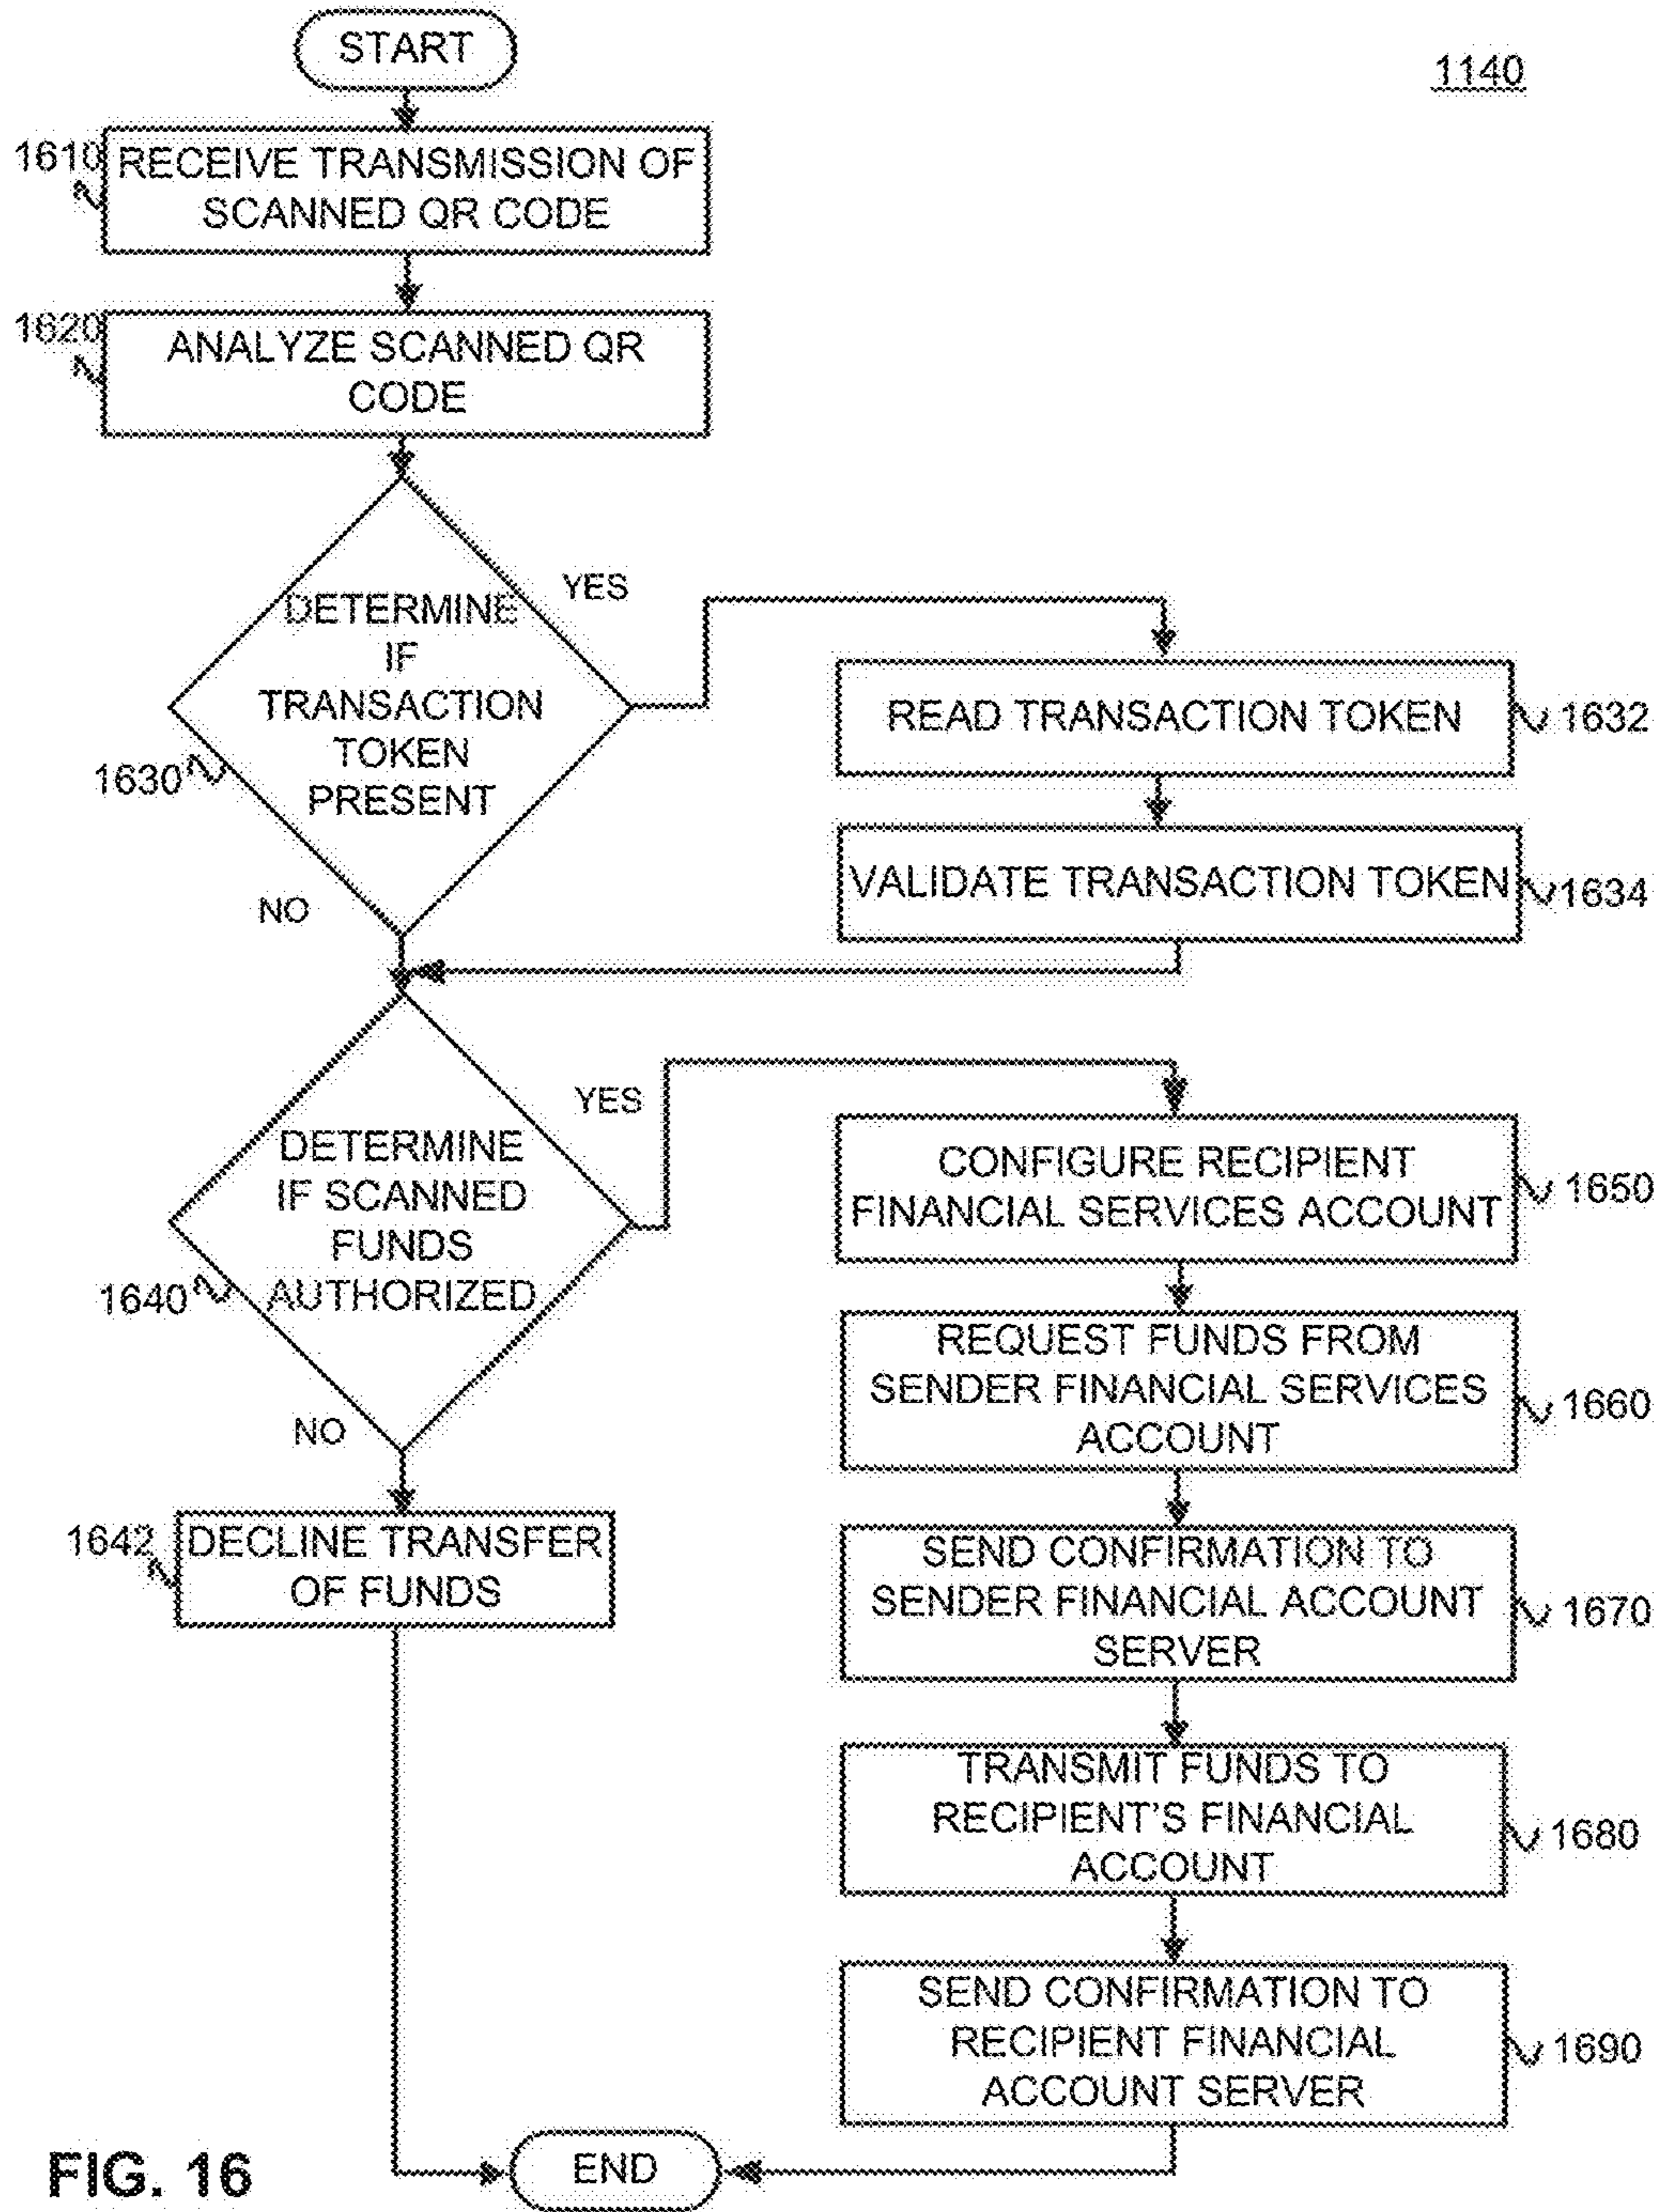 START
1140
1610
RECEIVE TRANSMISSION OF
SCANNED QR CODE
1620
ANALYZE SCANNED QR
CODE
YES
DETERMINE
IF
TRANSACTION
TOKEN
PRESENT
1630
NO
READ TRANSACTION TOKEN
1632
VALIDATE TRANSACTION TOKEN
1634
YES
DETERMINE
IF SCANNED
FUNDS
AUTHORIZED
1640
NO
1642
DECLINE TRANSFER
OF FUNDS
CONFIGURE RECIPIENT
FINANCIAL SERVICES ACCOUNT
1650
REQUEST FUNDS FROM
SENDER FINANCIAL SERVICES
ACCOUNT
1660
SEND CONFIRMATION TO
SENDER FINANCIAL ACCOUNT
SERVER
1670
TRANSMIT FUNDS TO
RECIPIENT'S FINANCIAL
ACCOUNT
1680
SEND CONFIRMATION TO
RECIPIENT FINANCIAL
ACCOUNT SERVER
1690
END
FIG. 16